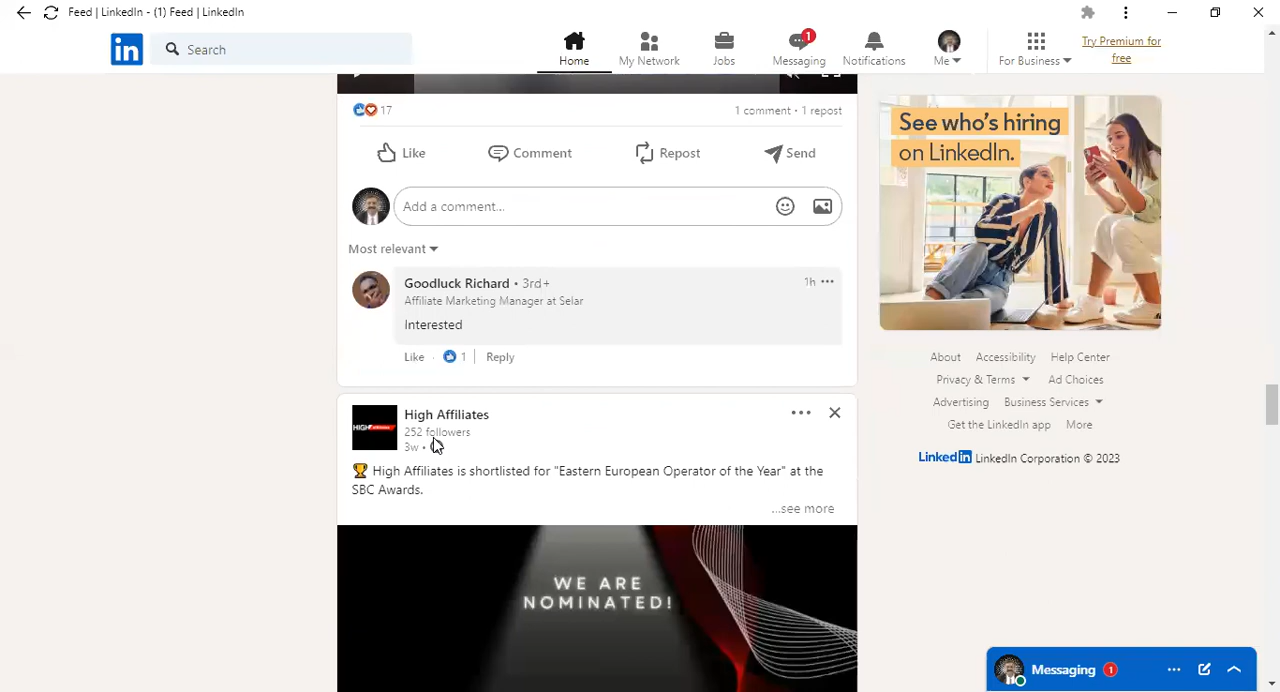 Feed | LinkedIn - (1) Feed | LinkedIn
in
Search
Home
My Network
Jobs
1
Messaging
Notifications
Me
For Business
Try Premium for
free
17
1 comment • 1 repost
Like
Comment
Repost
Send
Add a comment...
Most relevant
Goodluck Richard • 3rd+
1h
Affiliate Marketing Manager at Selar
Interested
Like
1
Reply
High Affiliates
252 followers
3w •
High Affiliates is shortlisted for "Eastern European Operator of the Year" at the
SBC Awards.
...see more
WE ARE
NOMINATED!
See who's hiring
on LinkedIn.
About Accessibility Help Center
Privacy & Terms Ad Choices
Advertising Business Services
Get the LinkedIn app More
LinkedIn LinkedIn Corporation © 2023
Messaging 1